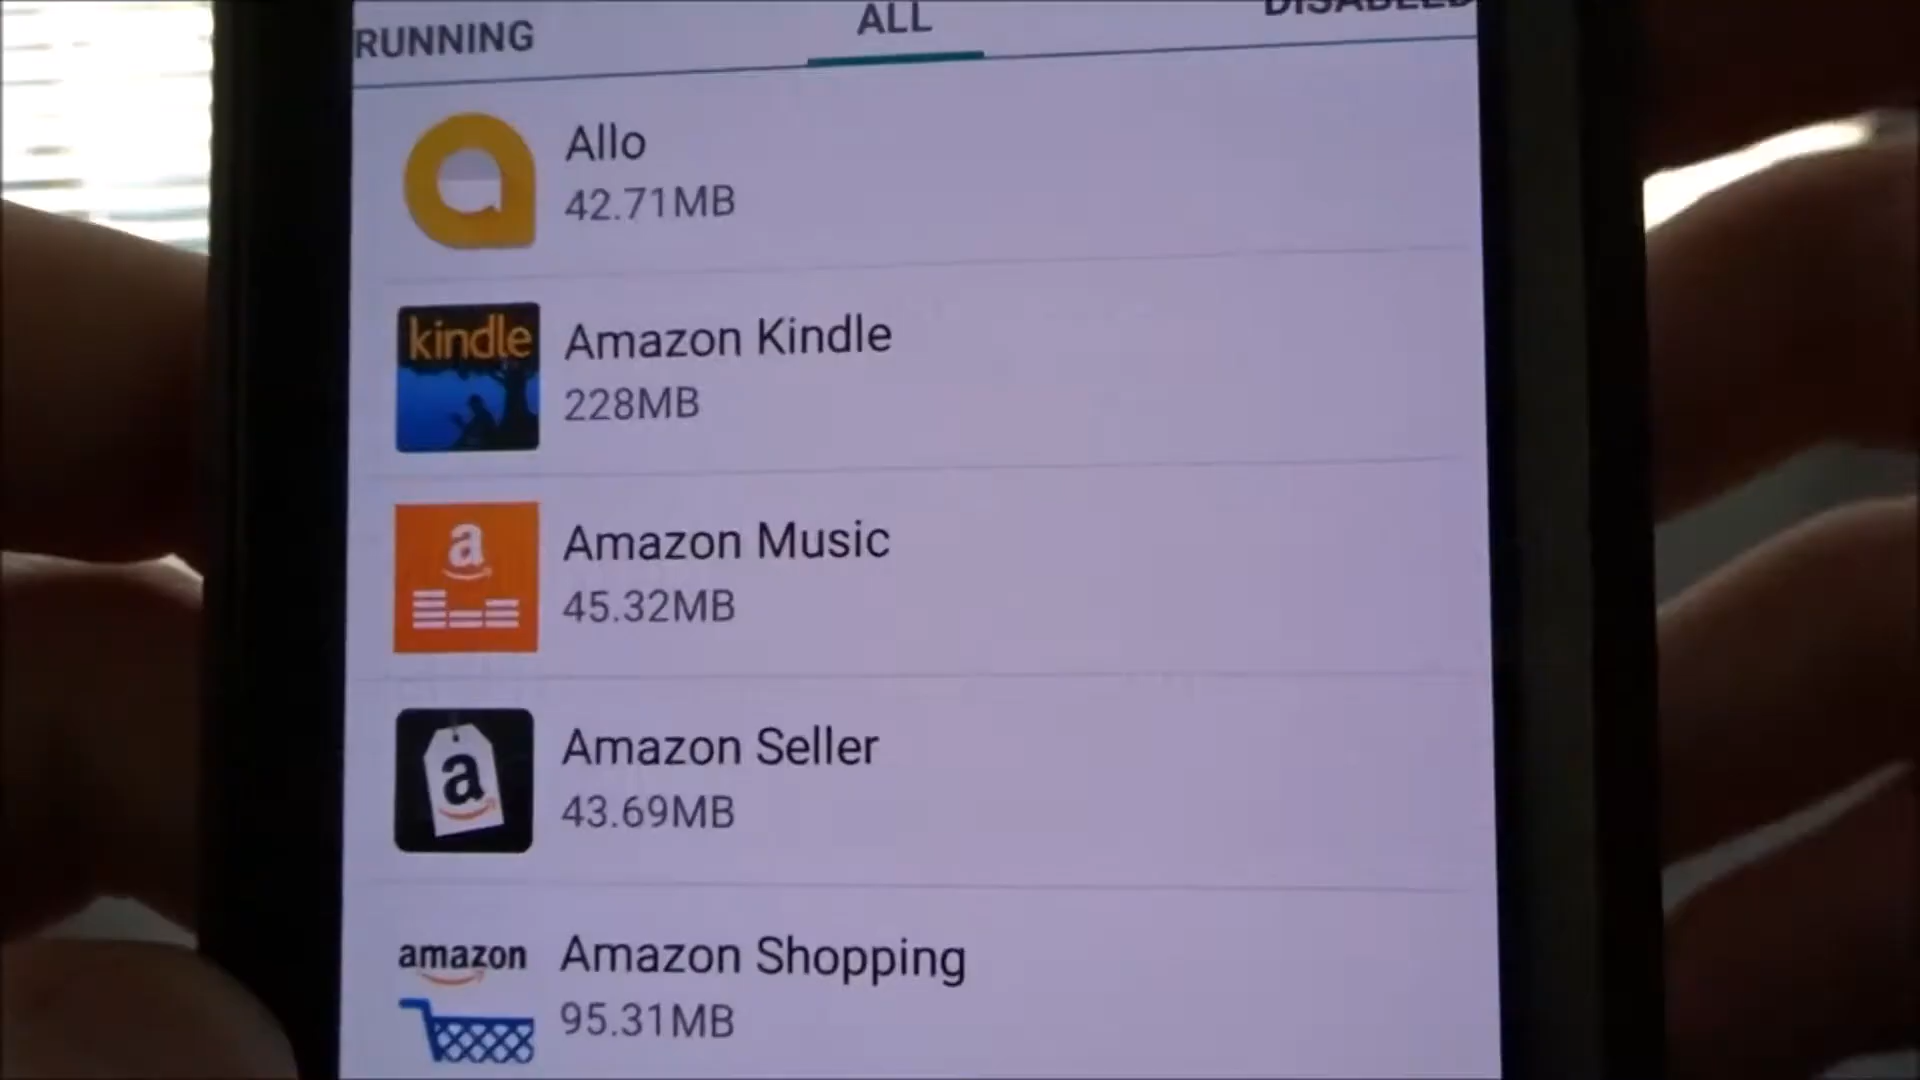 RUNNING ALL DISABLED
Allo
42.71MB
kindle
Amazon Kindle
228MB
a
Amazon Music
45.32MB
a
Amazon Seller
43.69MB
amazon
Amazon Shopping
95.31MB